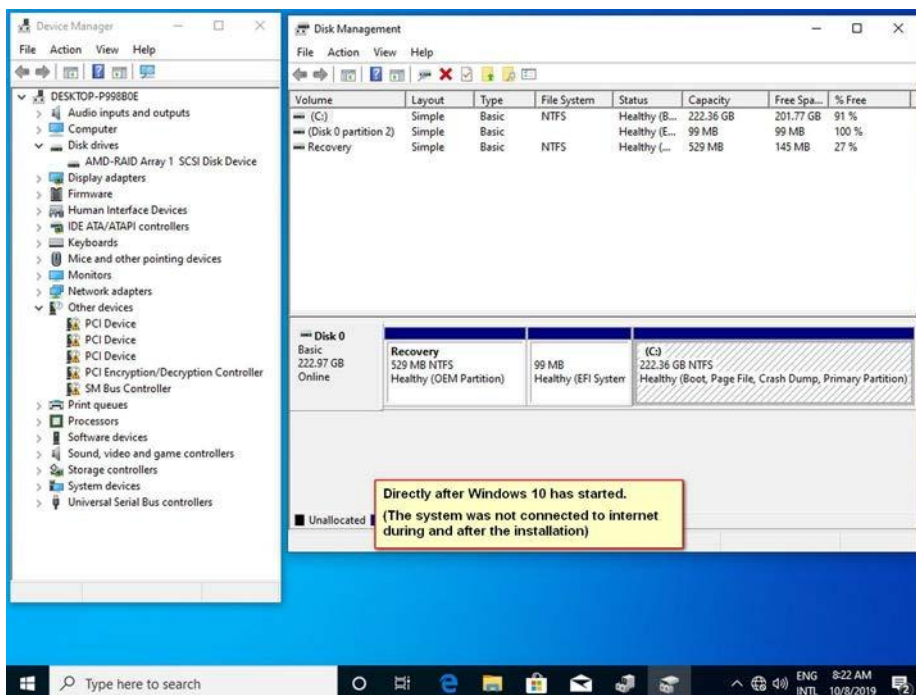 Device Manager
File Action View Help
DESKTOP-P998B0E
Audio inputs and outputs
Computer
Disk drives
AMD-RAID Array 1 SCSI Disk Device
Display adapters
Firmware
Human Interface Devices
IDE ATA/ATAPI controllers
Keyboards
Mice and other pointing devices
Monitors
Network adapters
Other devices
PCI Device
PCI Device
PCI Device
PCI Encryption/Decryption Controller
SM Bus Controller
Print queues
Processors
Software devices
Sound, video and game controllers
Storage controllers
System devices
Universal Serial Bus controllers
Disk Management
File Action View Help
Volume Layout Type File System Status Capacity Free Spa... % Free
(C:) Simple Basic NTFS Healthy (B... 222.36 GB 201.77 GB 91 %
(Disk 0 partition 2) Simple Basic Healthy (E... 99 MB 99 MB 100 %
Recovery Simple Basic NTFS Healthy (... 529 MB 145 MB 27 %
Disk 0
Basic
222.97 GB
Online
Recovery
529 MB NTFS
Healthy (OEM Partition)
99 MB
Healthy (EFI System
(C:)
222.36 GB NTFS
Healthy (Boot, Page File, Crash Dump, Primary Partition)
Unallocated
Directly after Windows 10 has started.
(The system was not connected to internet
during and after the installation)
Type here to search
ENG
INTL
8:22 AM
10/8/2019